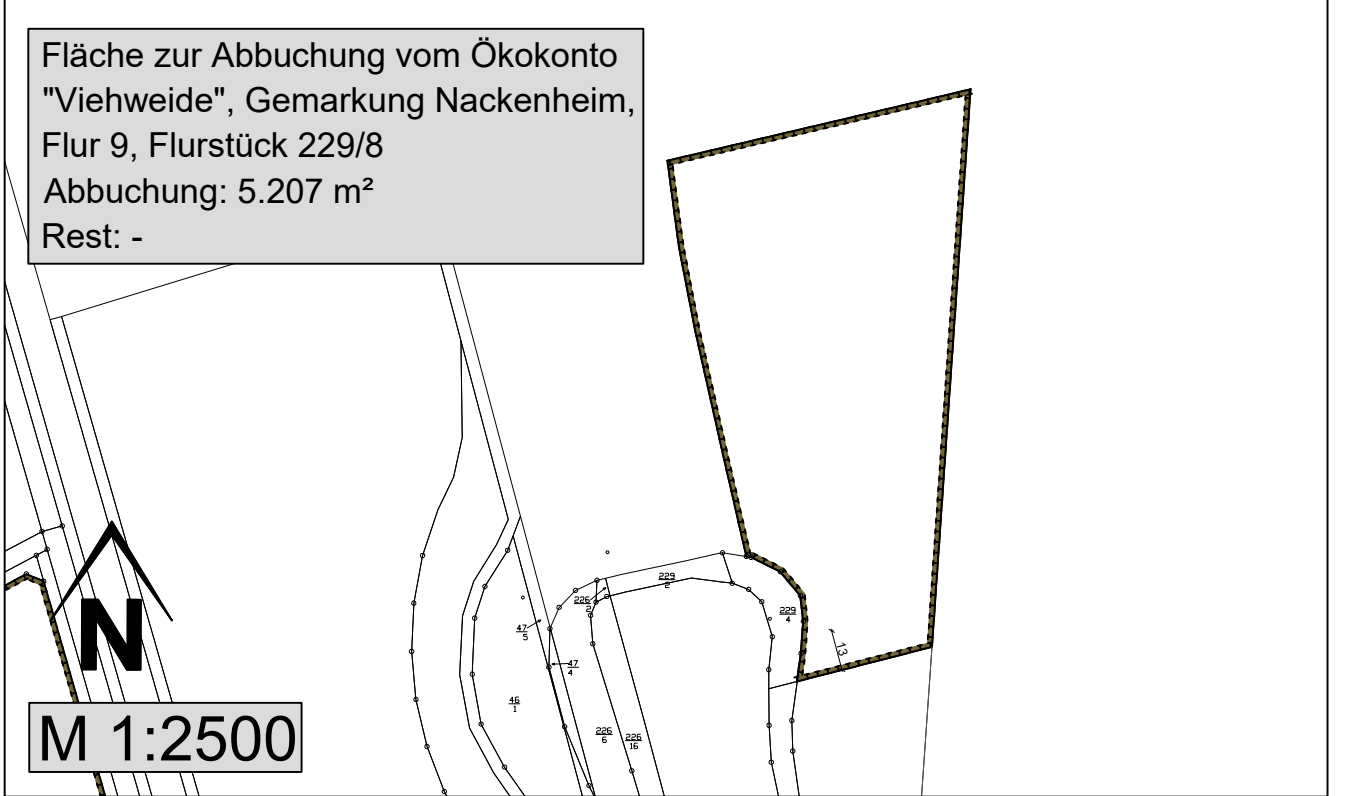 Fläche zur Abbuchung vom Ökokonto
"Viehweide", Gemarkung Nackenheim,
Flur 9, Flurstück 229/8
Abbuchung: 5.207 m²
Rest: -
229
2
226
2
229
4
47
5
13
47
4
46
1
226
6
226
16
N
M 1:2500